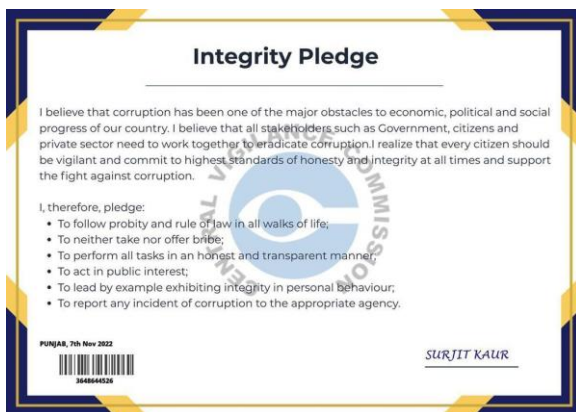 Integrity Pledge
I believe that corruption has been one of the major obstacles to economic, political and social
progress of our country. I believe that all stakeholders such as Government, citizens and
private sector need to work together to eradicate corruption.I realize that every citizen should
be vigilant and commit to highest standards of honesty and integrity at all times and support
the fight against corruption.
I, therefore, pledge:
• To follow probity and rule of law in all walks of life;
• To neither take nor offer bribe;
• To perform all tasks in an honest and transparent manner;
• To act in public interest;
• To lead by example exhibiting integrity in personal behaviour;
• To report any incident of corruption to the appropriate agency.
CENTRAL VIGILANCE COMMISSION
PUNJAB, 7th Nov 2022
3648644526
SURJIT KAUR